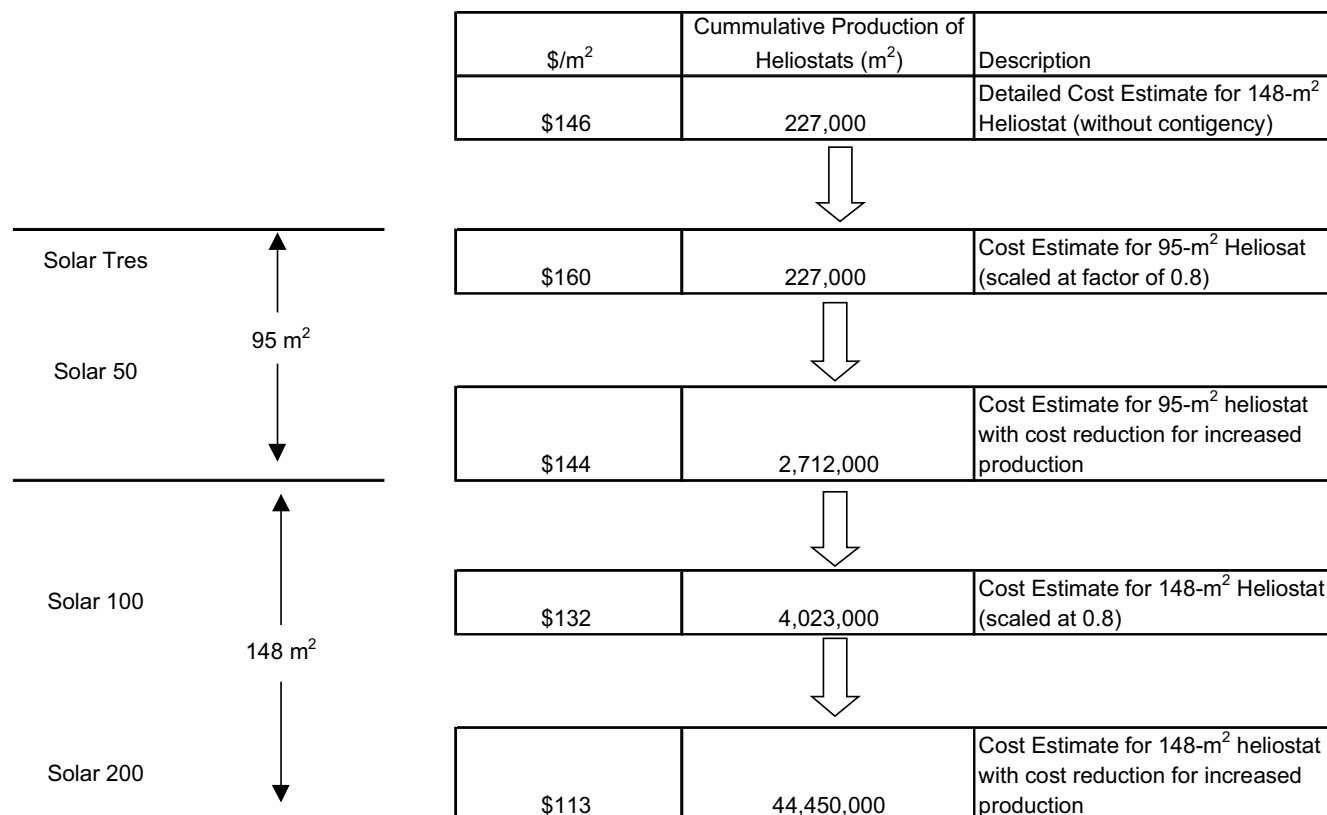 $/m²
Cummulative Production of
Heliostats (m²)
Description
$146
227,000
Detailed Cost Estimate for 148-m²
Heliostat (without contigency)
Solar Tres
$160
227,000
Cost Estimate for 95-m² Heliosat
(scaled at factor of 0.8)
95 m²
Solar 50
$144
2,712,000
Cost Estimate for 95-m² heliostat
with cost reduction for increased
production
Solar 100
$132
4,023,000
Cost Estimate for 148-m² Heliostat
(scaled at 0.8)
148 m²
Solar 200
$113
44,450,000
Cost Estimate for 148-m² heliostat
with cost reduction for increased
production